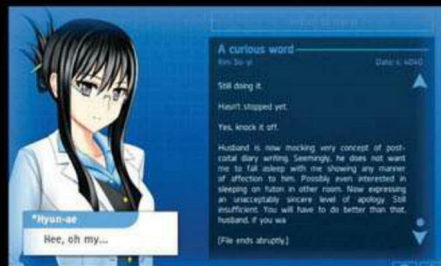 A curious word
Kim So-yi
Date: c. 4040
Still doing it.
Hasn't stopped yet.
Yes, knock it off.
Husband is now mocking very concept of post-
coital diary writing. Seemingly, he does not want
me to fall asleep with me showing any manner
of affection to him. Possibly even interested in
sleeping on futon in other room. Now expressing
an unacceptably sincere level of apology. Still
insufficient. You will have to do better than that,
husband, if you wa
[File ends abruptly.]
*Hyun-ae
Hee, oh my...